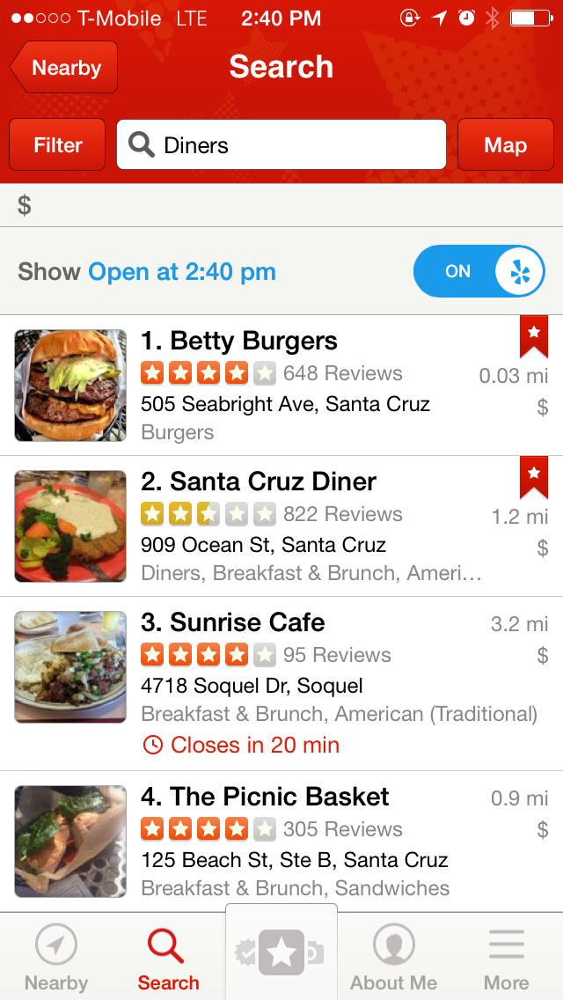 T-Mobile LTE 2:40 PM
Nearby Search
Filter Diners Map
$
Show Open at 2:40 pm ON
1. Betty Burgers
648 Reviews 0.03 mi
505 Seabright Ave, Santa Cruz $
Burgers
2. Santa Cruz Diner
822 Reviews 1.2 mi
909 Ocean St, Santa Cruz $
Diners, Breakfast & Brunch, Ameri…
3. Sunrise Cafe 3.2 mi
95 Reviews $
4718 Soquel Dr, Soquel
Breakfast & Brunch, American (Traditional)
Closes in 20 min
4. The Picnic Basket 0.9 mi
305 Reviews $
125 Beach St, Ste B, Santa Cruz
Breakfast & Brunch, Sandwiches
Nearby Search About Me More